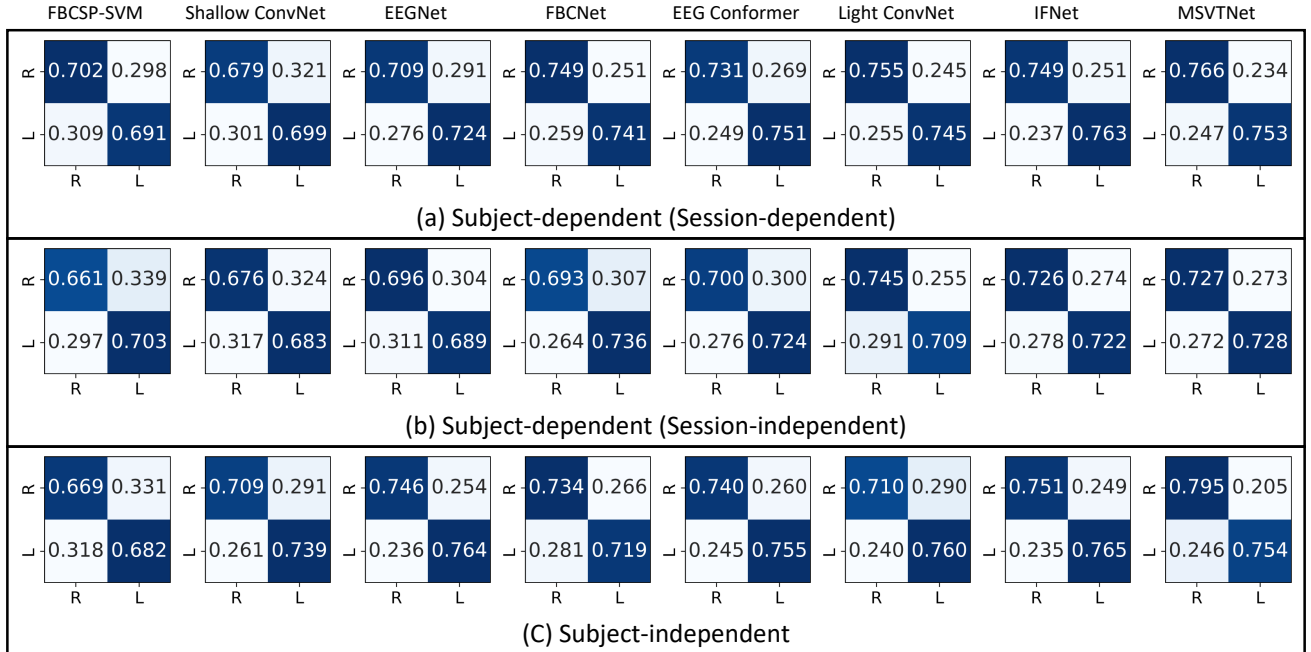 FBCSP-SVM Shallow ConvNet EEGNet FBCNet EEG Conformer Light ConvNet IFNet MSVTNet
R 0.702 0.298 R 0.679 0.321 R 0.709 0.291 R 0.749 0.251 R 0.731 0.269 R 0.755 0.245 R 0.749 0.251 R 0.766 0.234
L 0.309 0.691 L 0.301 0.699 L 0.276 0.724 L 0.259 0.741 L 0.249 0.751 L 0.255 0.745 L 0.237 0.763 L 0.247 0.753
R L R L R L R L R L R L R L R L
(a) Subject-dependent (Session-dependent)
R 0.661 0.339 R 0.676 0.324 R 0.696 0.304 R 0.693 0.307 R 0.700 0.300 R 0.745 0.255 R 0.726 0.274 R 0.727 0.273
L 0.297 0.703 L 0.317 0.683 L 0.311 0.689 L 0.264 0.736 L 0.276 0.724 L 0.291 0.709 L 0.278 0.722 L 0.272 0.728
R L R L R L R L R L R L R L R L
(b) Subject-dependent (Session-independent)
R 0.669 0.331 R 0.709 0.291 R 0.746 0.254 R 0.734 0.266 R 0.740 0.260 R 0.710 0.290 R 0.751 0.249 R 0.795 0.205
L 0.318 0.682 L 0.261 0.739 L 0.236 0.764 L 0.281 0.719 L 0.245 0.755 L 0.240 0.760 L 0.235 0.765 L 0.246 0.754
R L R L R L R L R L R L R L R L
(C) Subject-independent